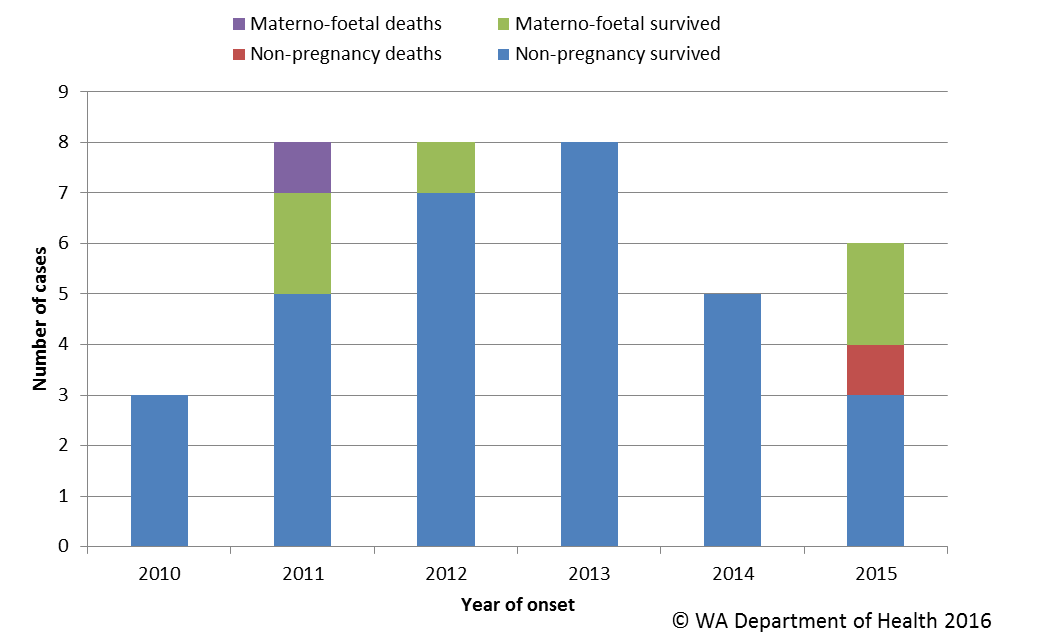 Materno-foetal deaths Materno-foetal survived
Non-pregnancy deaths Non-pregnancy survived
9
8
7
6
5
4
3
2
1
0
Number of cases
2010 2011 2012 2013 2014 2015
Year of onset
© WA Department of Health 2016